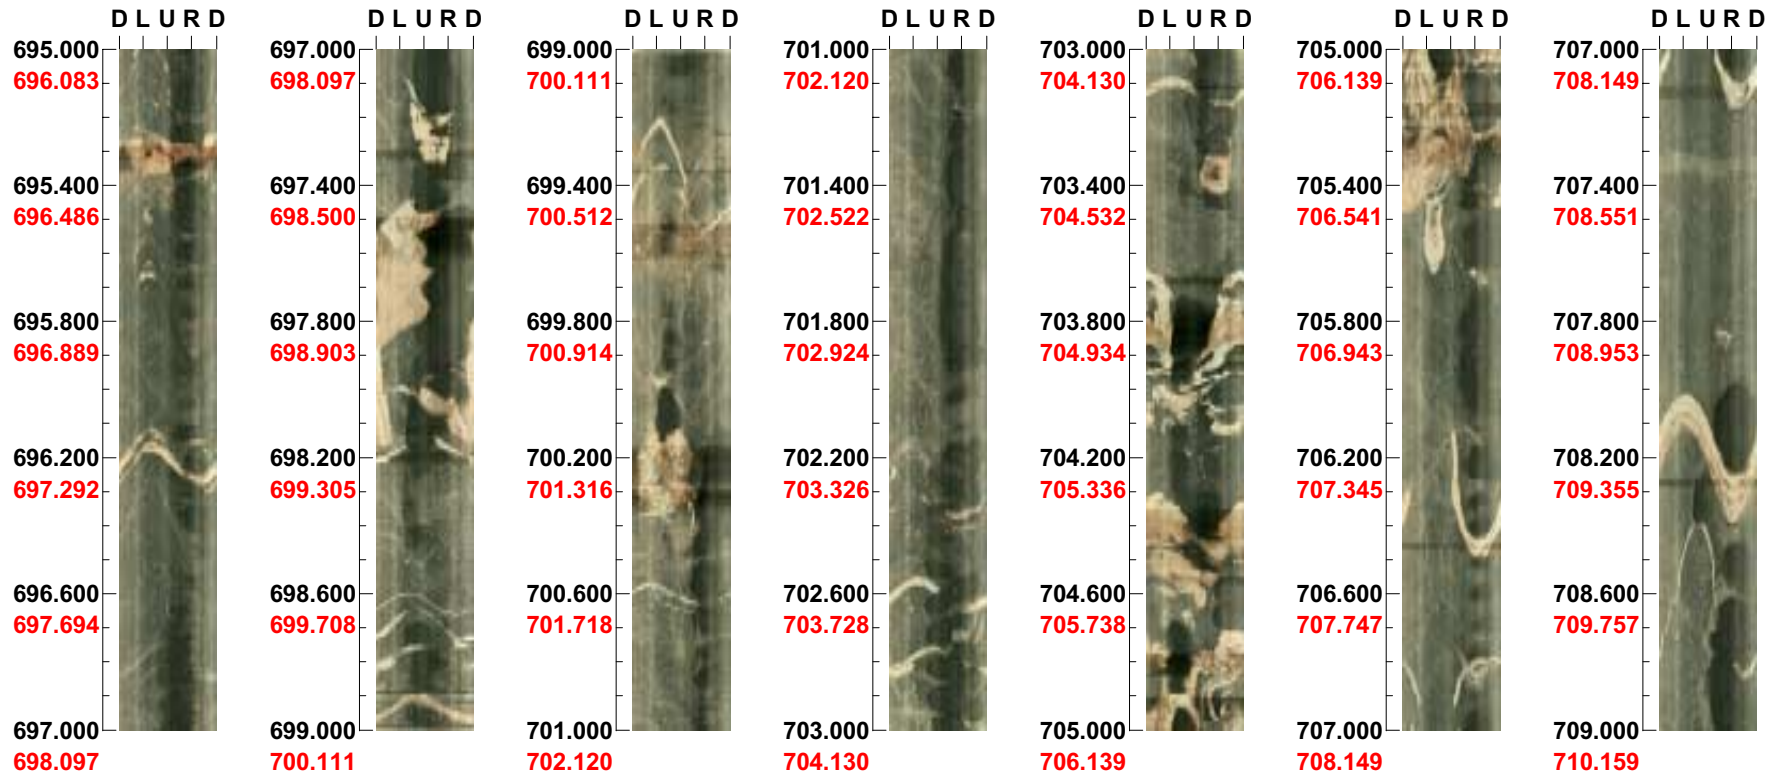 D L U R D D L U R D D L U R D D L U R D D L U R D D L U R D D L U R D
695.000 697.000 699.000 701.000 703.000 705.000 707.000
696.083 698.097 700.111 702.120 704.130 706.139 708.149
695.400 697.400 699.400 701.400 703.400 705.400 707.400
696.486 698.500 700.512 702.522 704.532 706.541 708.551
695.800 697.800 699.800 701.800 703.800 705.800 707.800
696.889 698.903 700.914 702.924 704.934 706.943 708.953
696.200 698.200 700.200 702.200 704.200 706.200 708.200
697.292 699.305 701.316 703.326 705.336 707.345 709.355
696.600 698.600 700.600 702.600 704.600 706.600 708.600
697.694 699.708 701.718 703.728 705.738 707.747 709.757
697.000 699.000 701.000 703.000 705.000 707.000 709.000
698.097 700.111 702.120 704.130 706.139 708.149 710.159